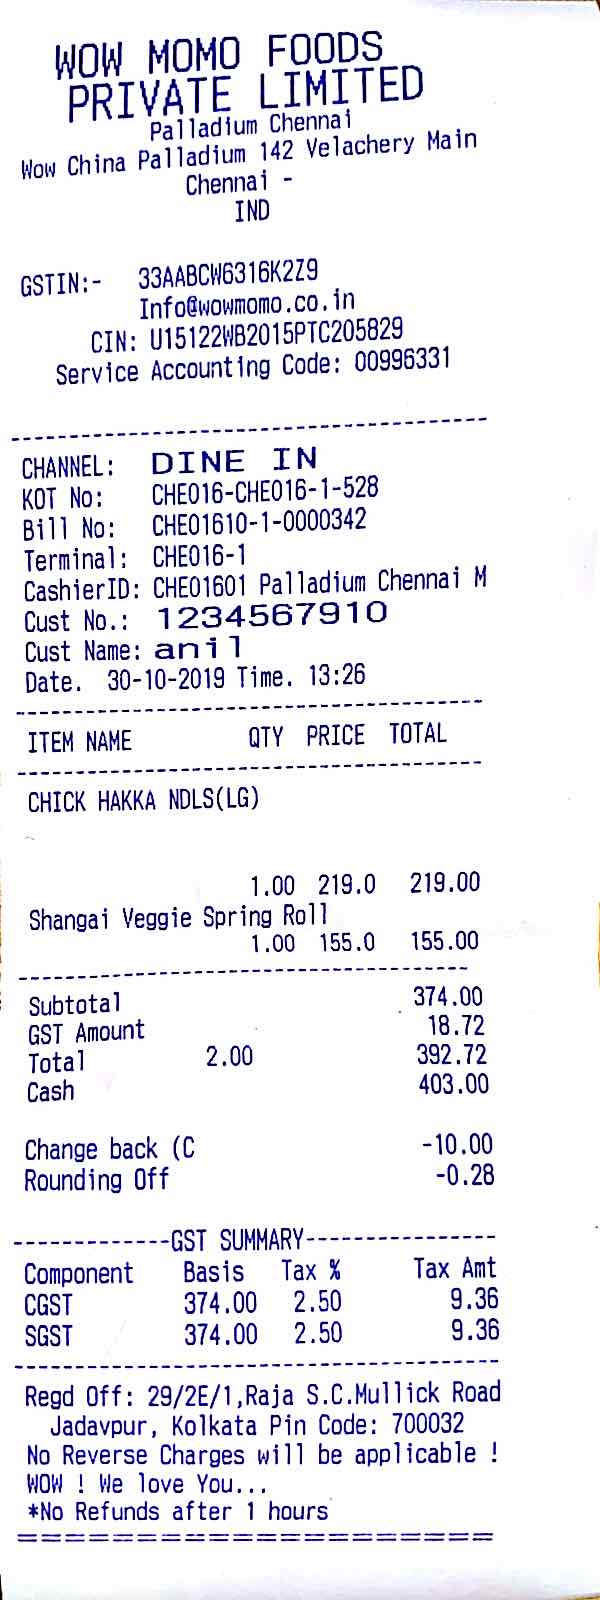 WOW MOMO FOODS
PRIVATE LIMITED
Palladium Chennai
Wow China Palladium 142 Velachery Main
Chennai -
IND
GSTIN:- 33AABCW6316K2Z9
Info@wowmomo.co.in
CIN: U15122WB2015PTC205829
Service Accounting Code: 00996331
CHANNEL: DINE IN
KOT No: CHE016-CHE016-1-528
Bill No: CHE01610-1-0000342
Terminal: CHE016-1
CashierID: CHE01601 Palladium Chennai M
Cust No.: 1234567910
Cust Name: anil
Date. 30-10-2019 Time. 13:26
ITEM NAME QTY PRICE TOTAL
CHICK HAKKA NDLS(LG)
1.00 219.0 219.00
Shangai Veggie Spring Roll
1.00 155.0 155.00
Subtotal 374.00
GST Amount 18.72
Total 2.00 392.72
Cash 403.00
Change back (C -10.00
Rounding Off -0.28
-------------GST SUMMARY----------------
Component Basis Tax % Tax Amt
CGST 374.00 2.50 9.36
SGST 374.00 2.50 9.36
Regd Off: 29/2E/1,Raja S.C.Mullick Road
Jadavpur, Kolkata Pin Code: 700032
No Reverse Charges will be applicable !
WOW ! We love You...
*No Refunds after 1 hours